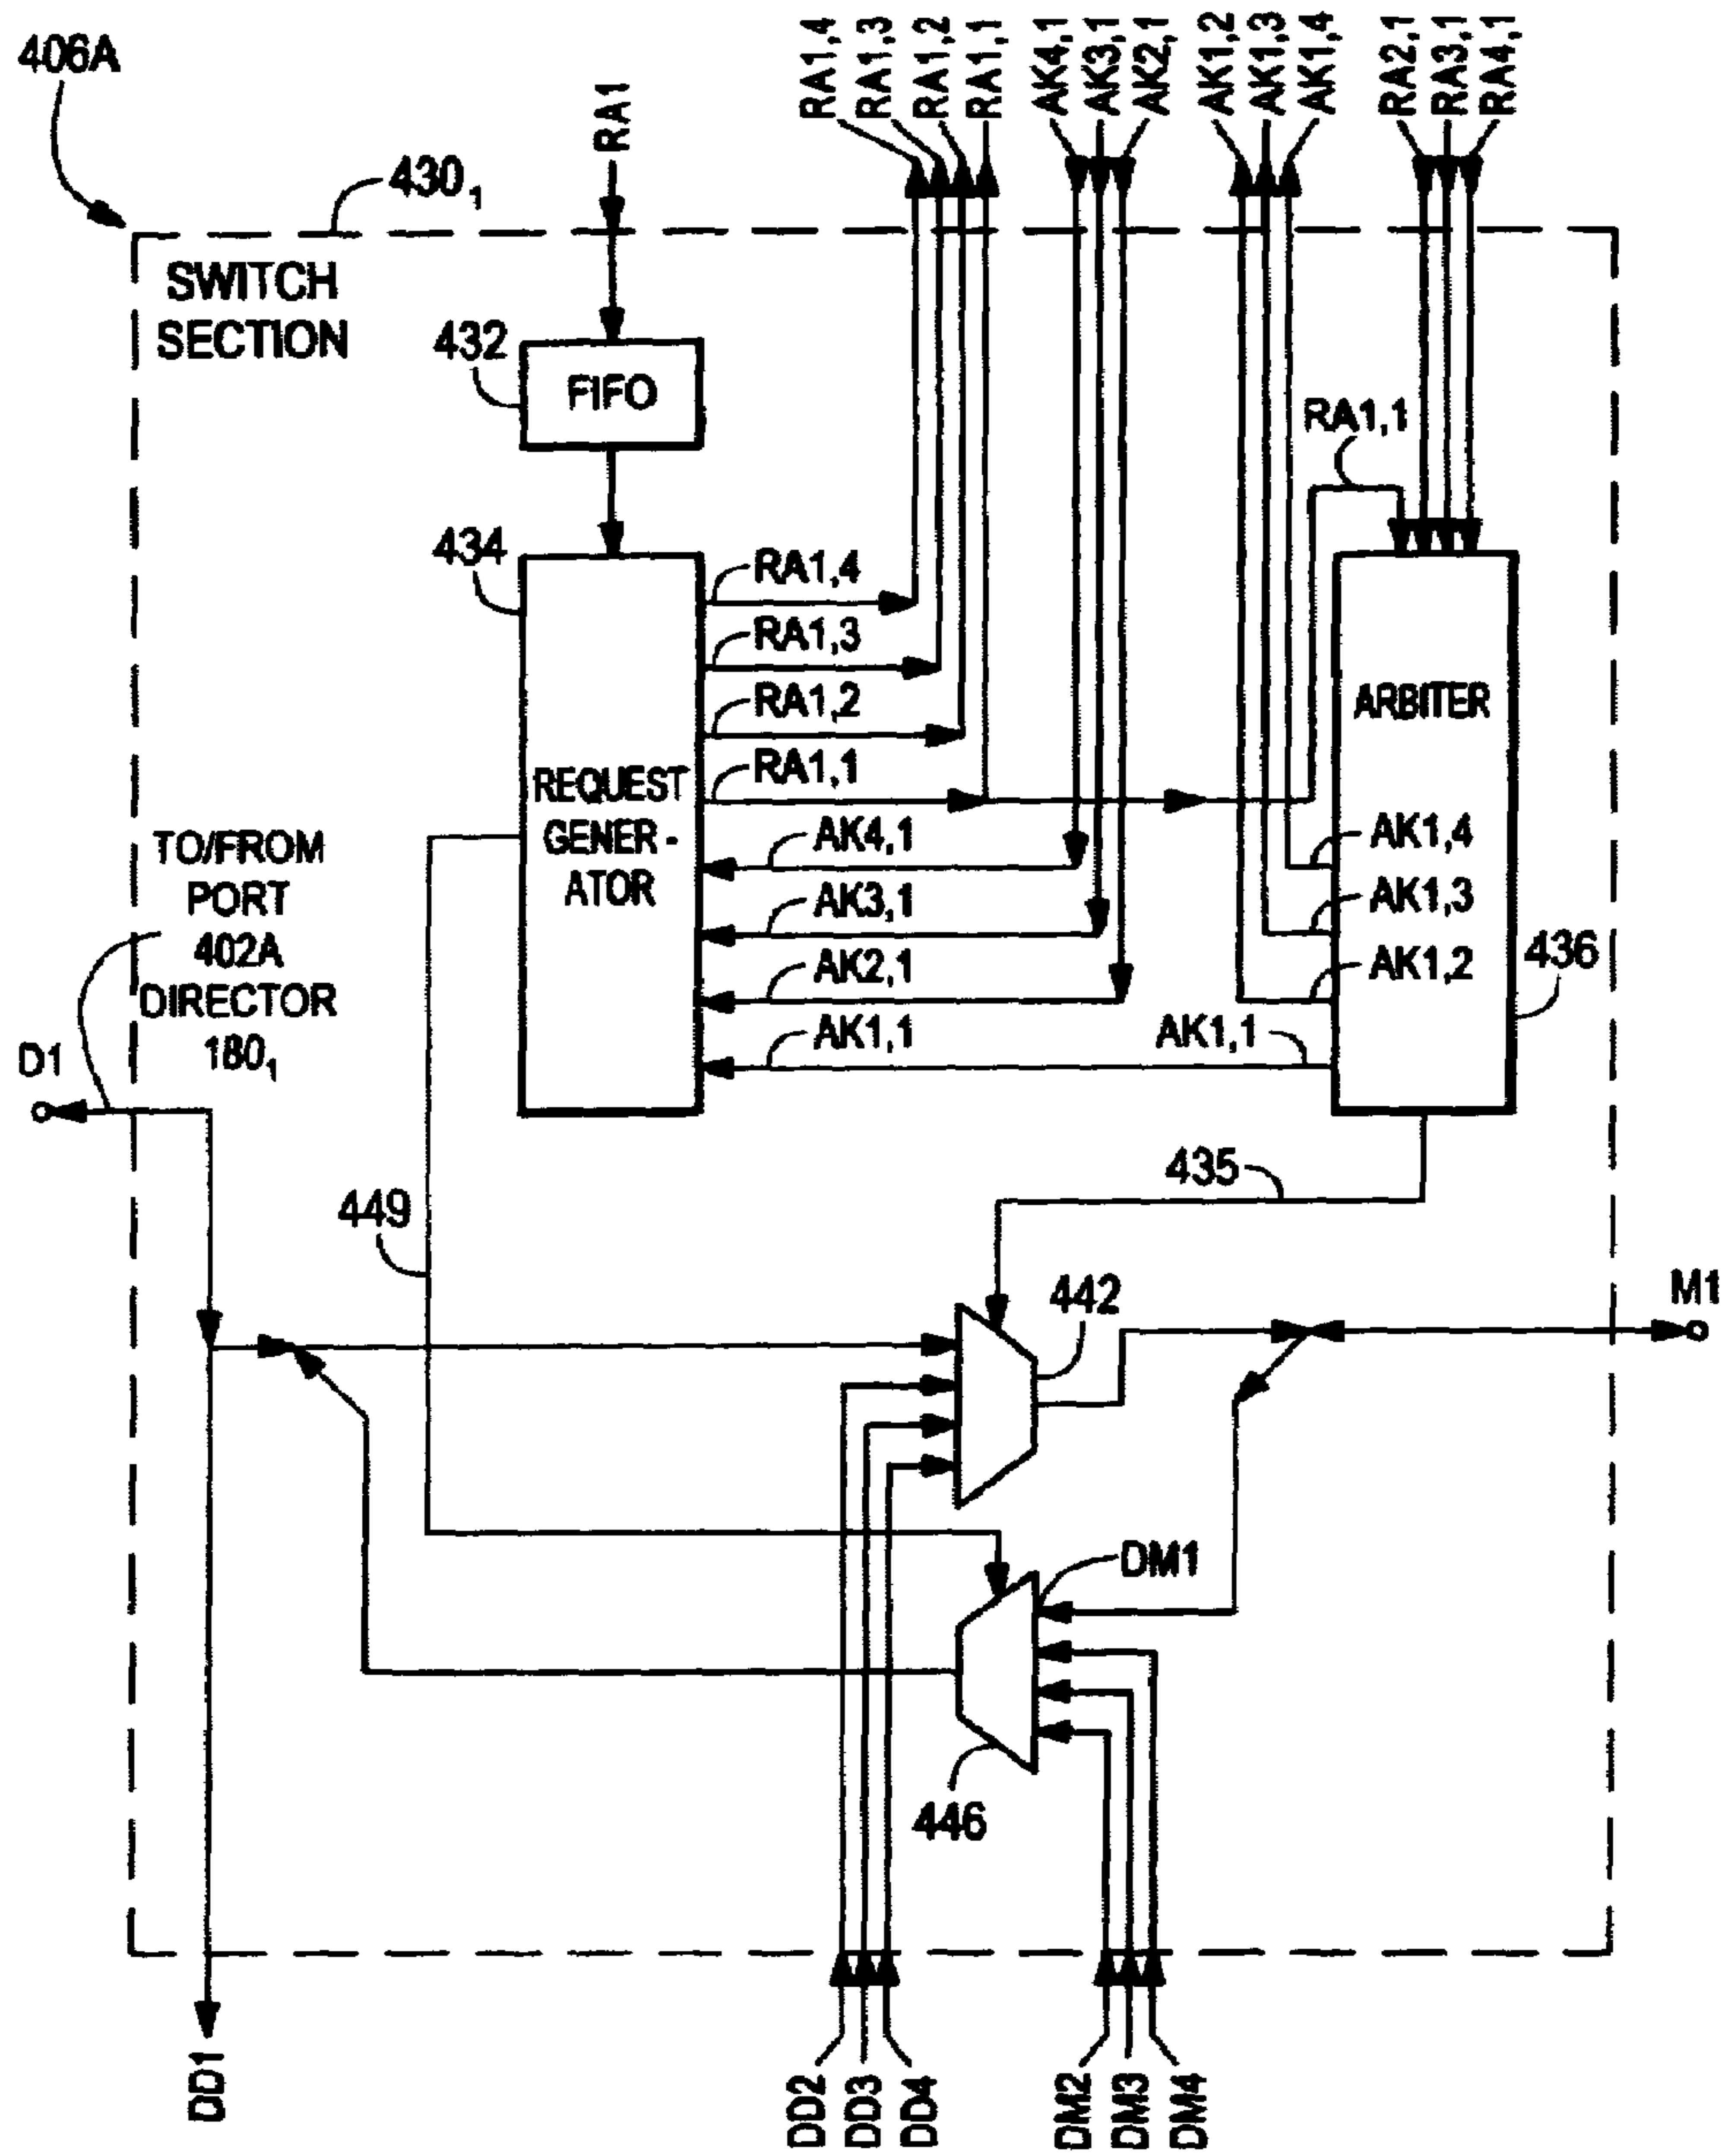 406A
430₁
RA1
RA1,4
RA1,3
RA1,2
RA1,1
AK4,1
AK3,1
AK2,1
AK1,2
AK1,3
AK1,4
RA2,1
RA3,1
RA4,1
SWITCH
SECTION
432
FIFO
RA1,1
434
RA1,4
RA1,3
RA1,2
RA1,1
REQUEST
GENER-
ATOR
AK4,1
AK3,1
AK2,1
AK1,1
AK1,1
ARBITER
AK1,4
AK1,3
AK1,2
436
TO/FROM
PORT
402A
DIRECTOR
180₁
D1
435
449
442
M1
DM1
446
DD1
DD2
DD3
DD4
DM2
DM3
DM4